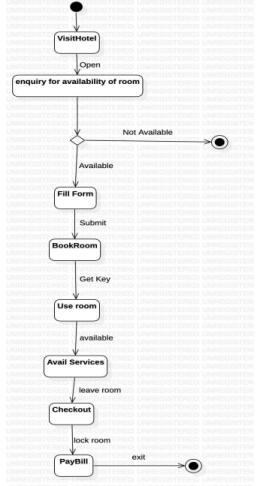 VisitHotel
Open
enquiry for availability of room
Not Available
Available
Fill Form
Submit
BookRoom
Get Key
Use room
available
Avail Services
leave room
Checkout
lock room
PayBill
exit